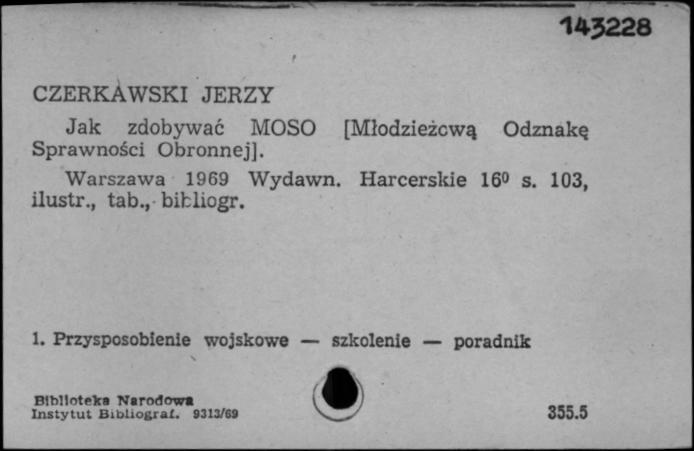 143228
CZERKAWSKI JERZY
Jak zdobywać MOSO [Młodzieżową Odznakę
Sprawności Obronnej].
Warszawa 1969 Wydawn. Harcerskie 16⁰ s. 103,
ilustr., tab., bibliogr.
1. Przysposobienie wojskowe — szkolenie — poradnik
Biblioteka Narodowa
Instytut Bibliograf. 9313/69
355.5